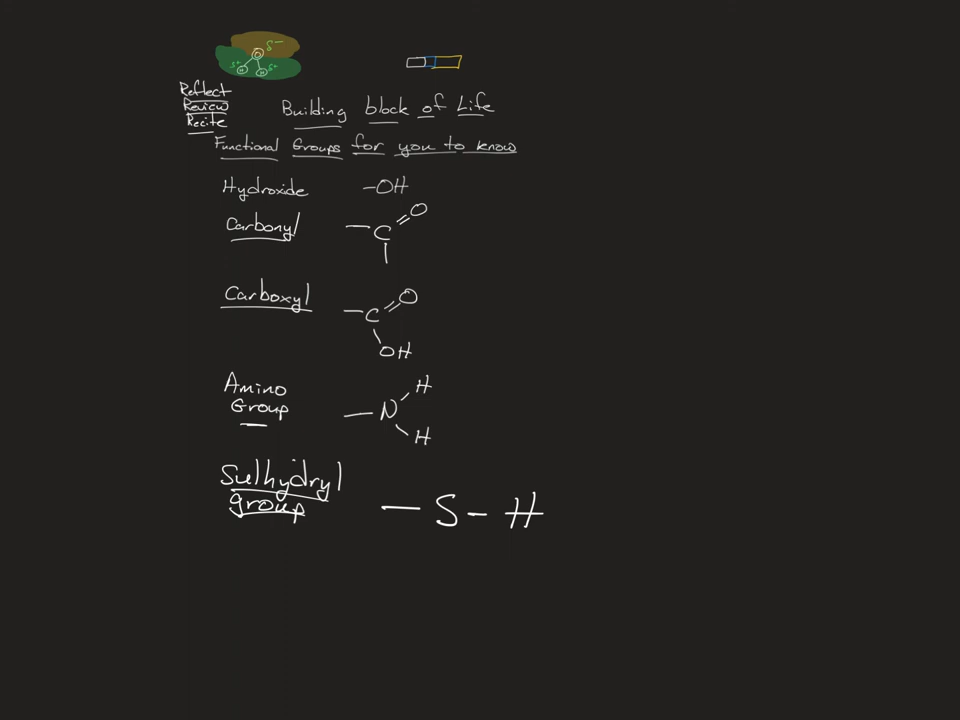 δ-
O
δ+ δ+
H H
Reflect
Review
Recite
Building block of Life
Functional Groups for you to know
Hydroxide -OH
Carbonyl
O
C
Carboxyl
O
C
OH
Amino
Group
H
N
H
Sulhydryl
group
- S - H